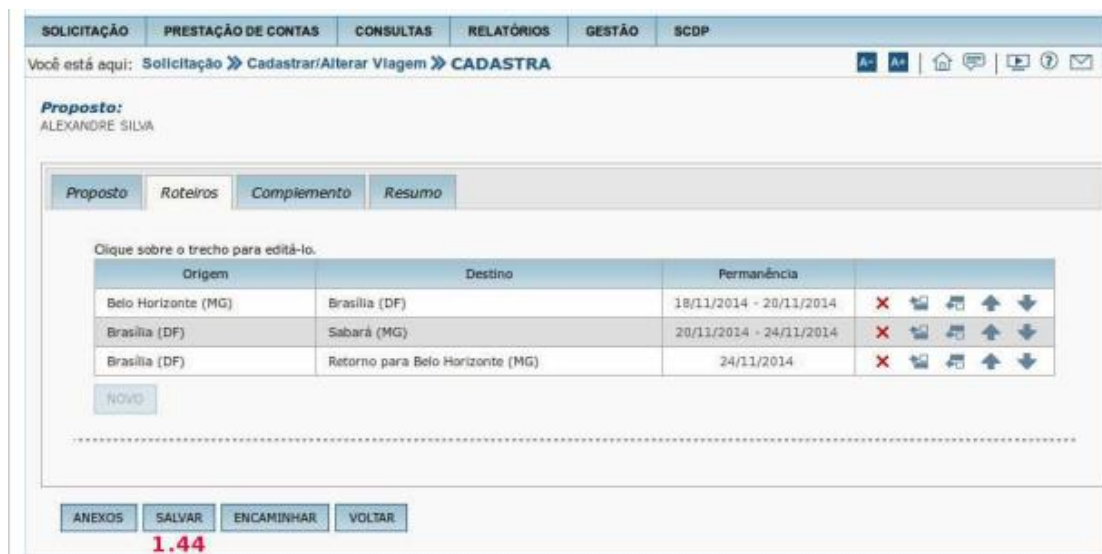 SOLICITAÇÃO PRESTAÇÃO DE CONTAS CONSULTAS RELATÓRIOS GESTÃO SCDP
Você está aqui: Solicitação » Cadastrar/Alterar Viagem » CADASTRA A- A+
Proposto:
ALEXANDRE SILVA
Proposto Roteiros Complemento Resumo
Clique sobre o trecho para editá-lo.
Origem Destino Permanência
Belo Horizonte (MG) Brasília (DF) 18/11/2014 - 20/11/2014
Brasília (DF) Sabará (MG) 20/11/2014 - 24/11/2014
Brasília (DF) Retorno para Belo Horizonte (MG) 24/11/2014
NOVO
ANEXOS SALVAR ENCAMINHAR VOLTAR
1.44